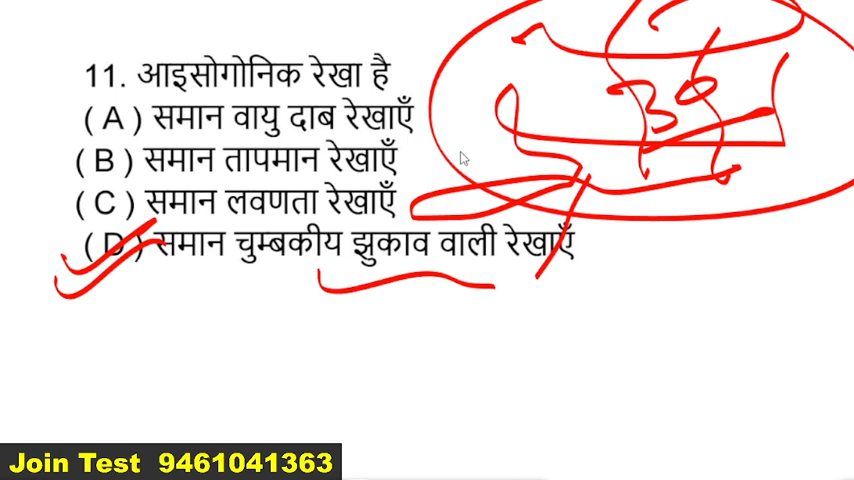 11. आइसोगोनिक रेखा है
( A ) समान वायु दाब रेखाएँ
( B ) समान तापमान रेखाएँ
( C ) समान लवणता रेखाएँ
( D ) समान चुम्बकीय झुकाव वाली रेखाएँ
Join Test 9461041363